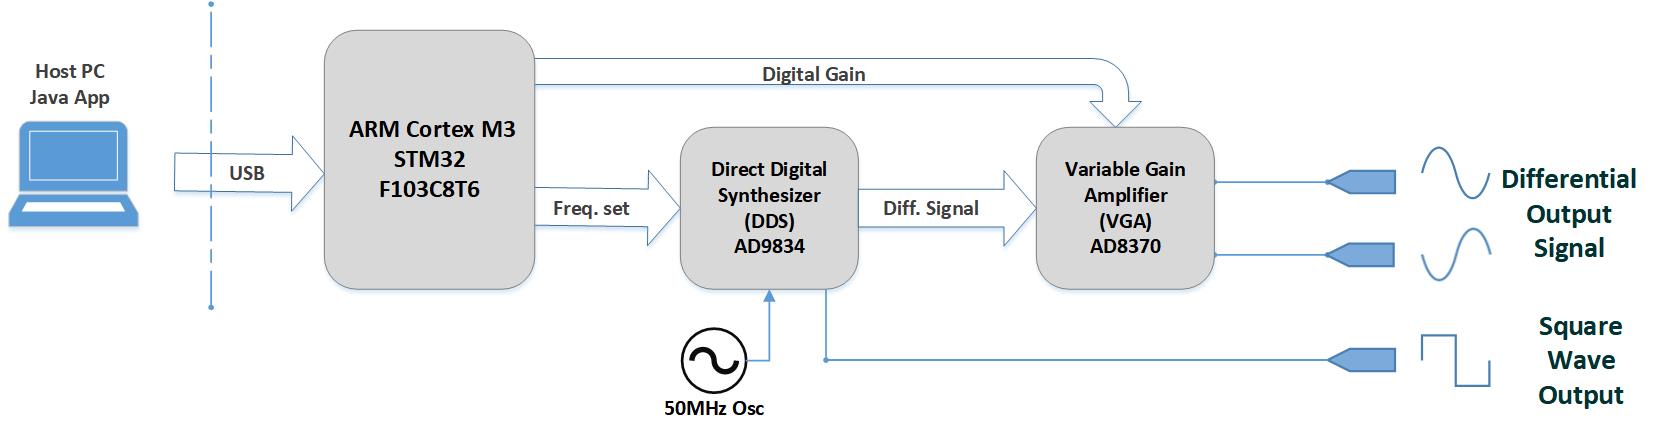 Host PC
Java App
USB
ARM Cortex M3
STM32
F103C8T6
Digital Gain
Freq. set
Direct Digital
Synthesizer
(DDS)
AD9834
Diff. Signal
Variable Gain
Amplifier
(VGA)
AD8370
Differential
Output
Signal
50MHz Osc
Square
Wave
Output